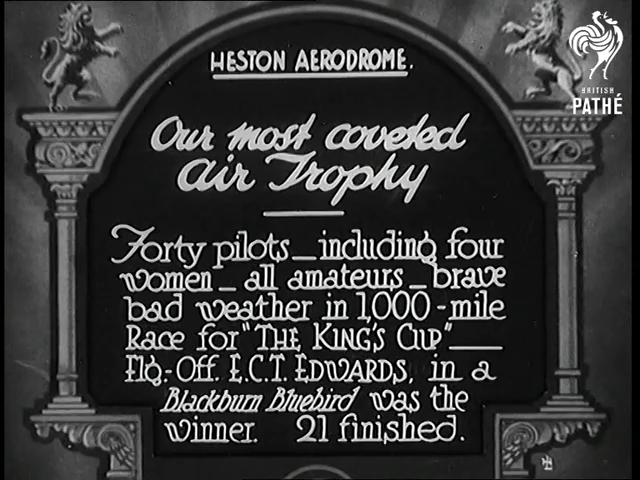 HESTON AERODROME.
BRITISH
PATHÉ
Our most coveted
Air Trophy
Forty pilots _ including four
women _ all amateurs _ brave
bad weather in 1,000-mile
Race for "THE KING'S CUP" __
Flg.-Off. E.C.T. EDWARDS, in a
Blackburn Bluebird was the
winner. 21 finished.